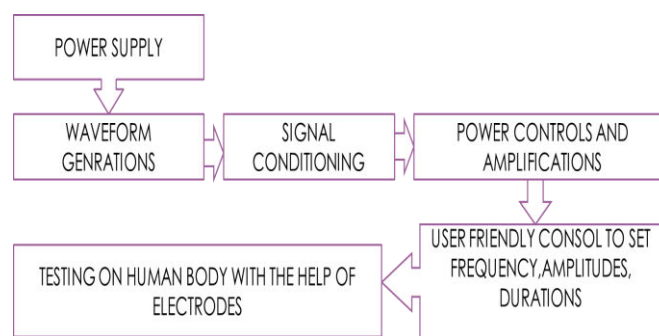 POWER SUPPLY
WAVEFORM
GENRATIONS
SIGNAL
CONDITIONING
POWER CONTROLS AND
AMPLIFICATIONS
USER FRIENDLY CONSOL TO SET
FREQUENCY,AMPLITUDES,
DURATIONS
TESTING ON HUMAN BODY WITH THE HELP OF
ELECTRODES